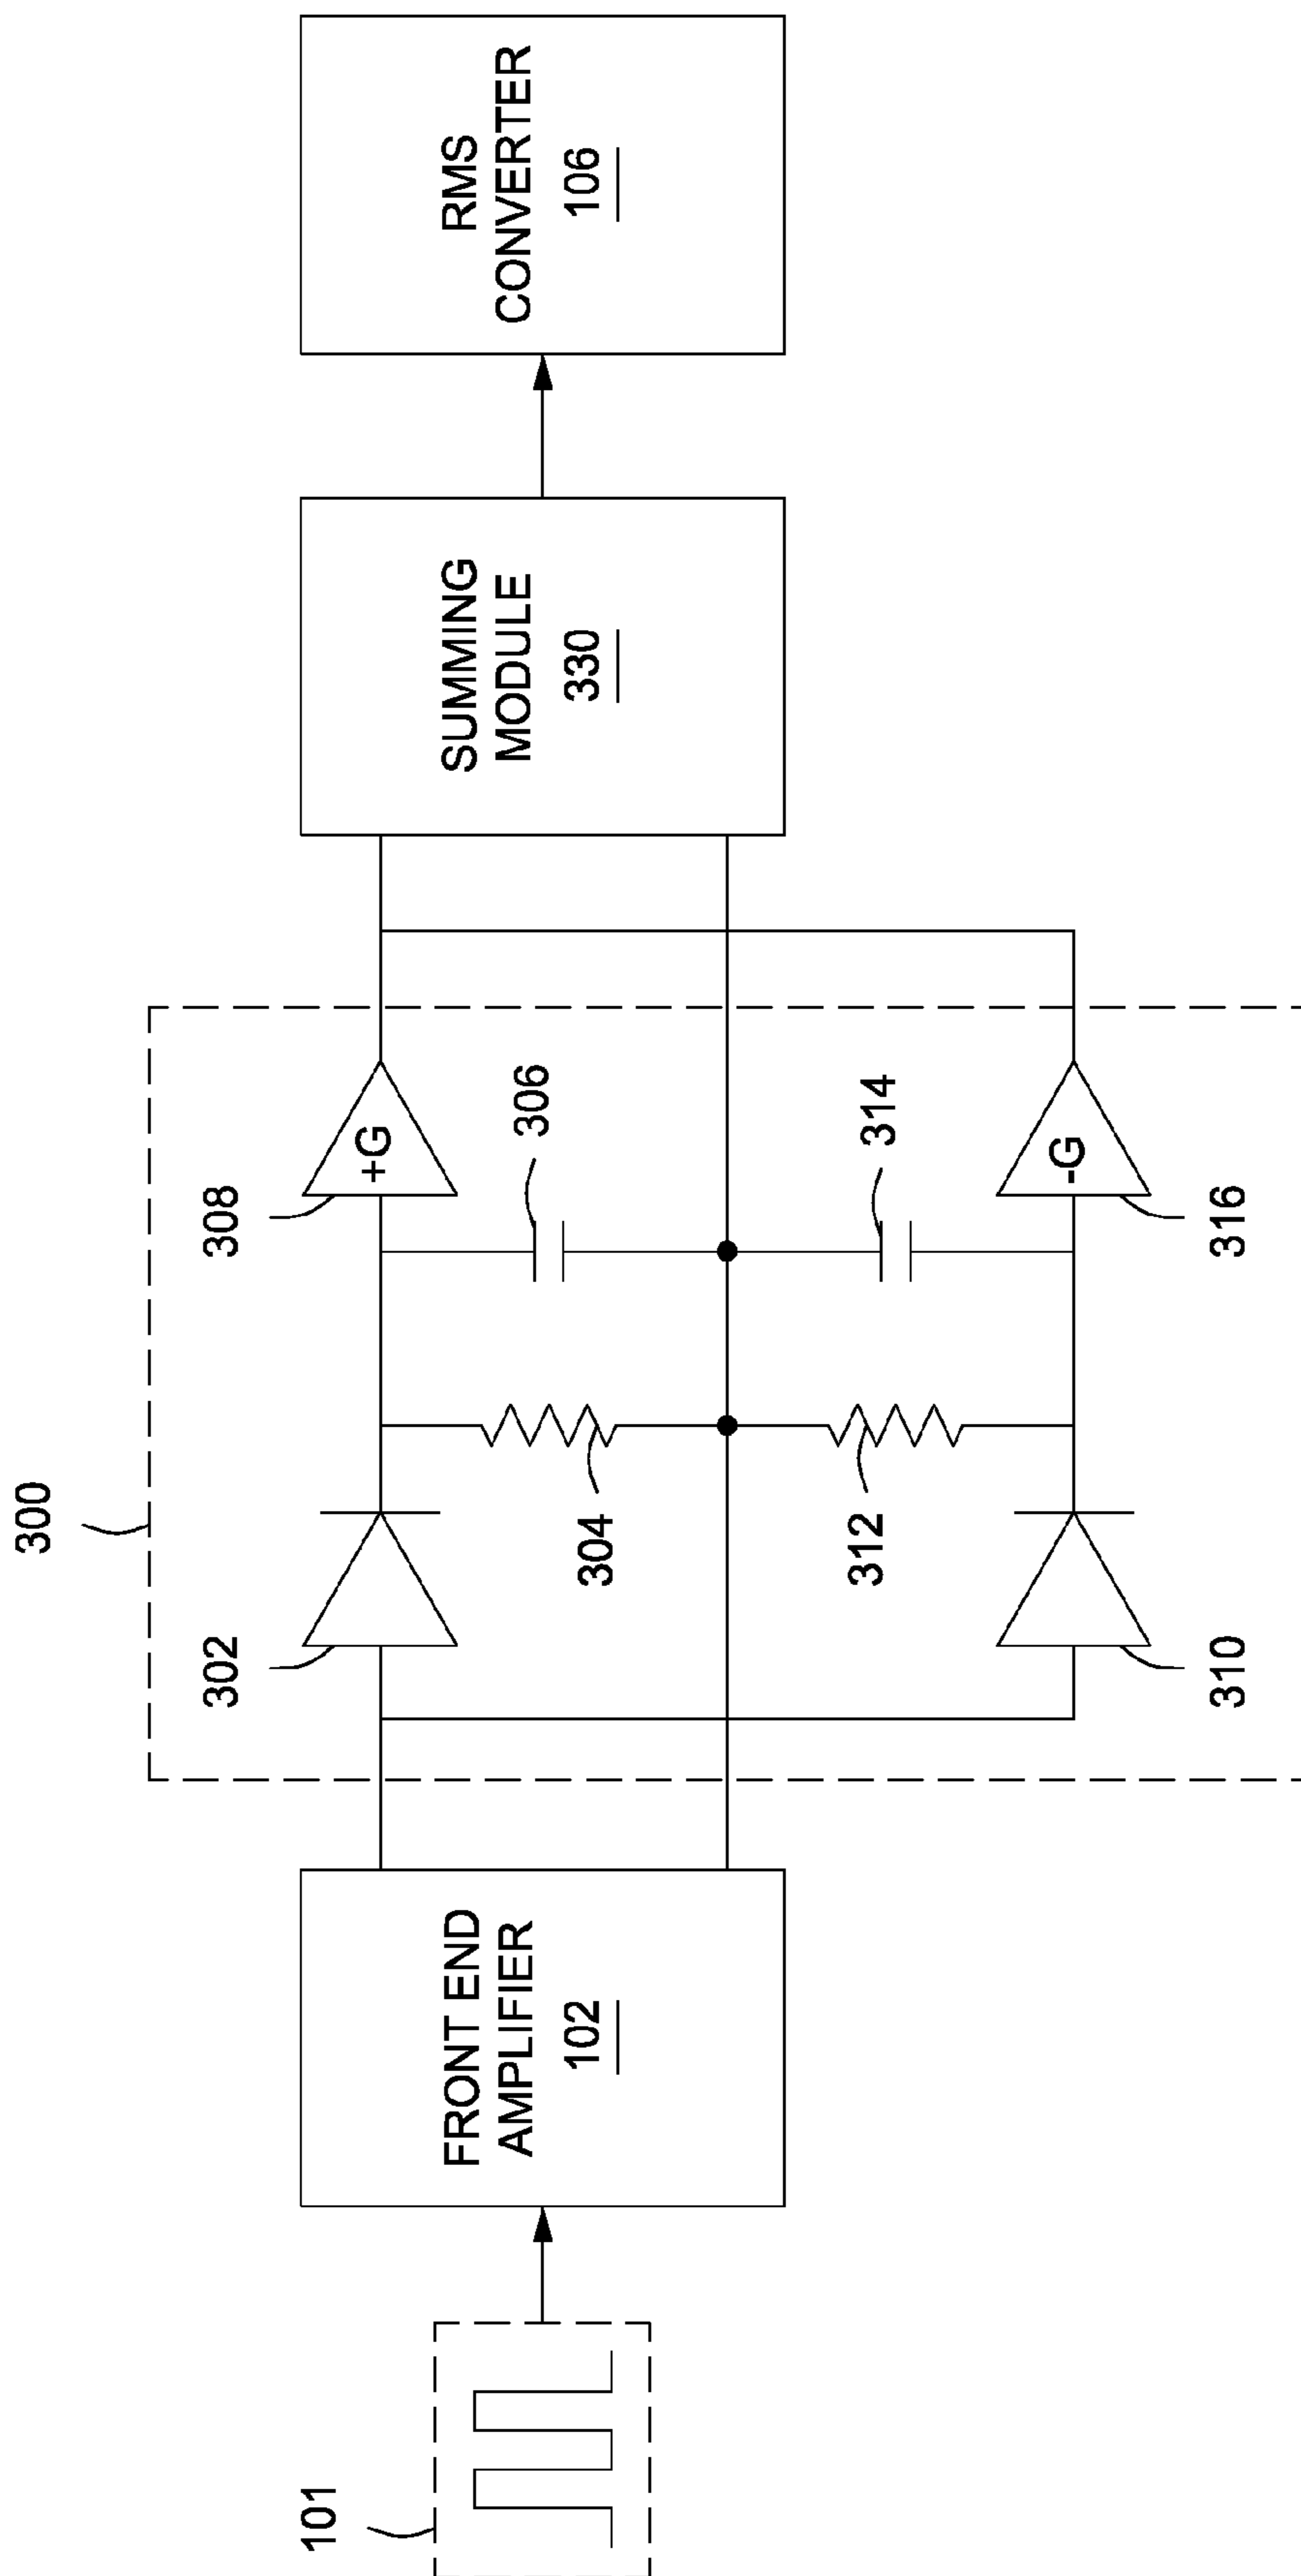 300
101
FRONT END
AMPLIFIER
102
302
304
308
+G
306
312
314
310
316
-G
SUMMING
MODULE
330
RMS
CONVERTER
106